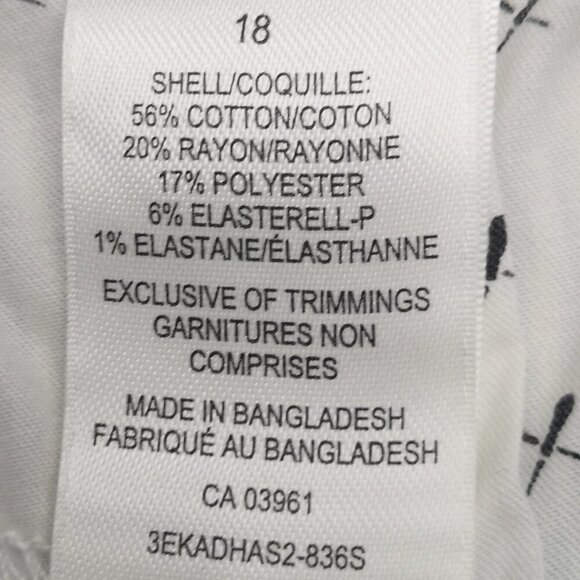 18
SHELL/COQUILLE:
56% COTTON/COTON
20% RAYON/RAYONNE
17% POLYESTER
6% ELASTERELL-P
1% ELASTANE/ÉLASTHANNE
EXCLUSIVE OF TRIMMINGS
GARNITURES NON
COMPRISES
MADE IN BANGLADESH
FABRIQUÉ AU BANGLADESH
CA 03961
3EKADHAS2-836S